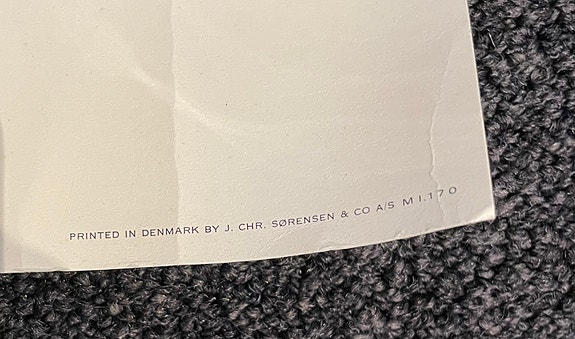 PRINTED IN DENMARK BY J. CHR. SØRENSEN & CO A/S M I.170